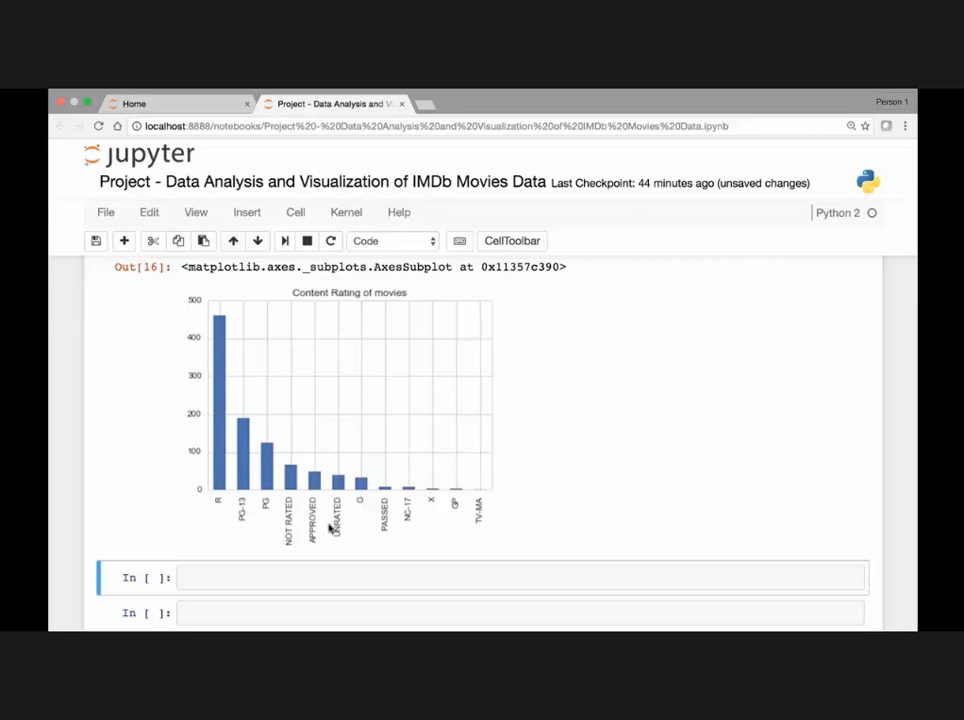 Home
Project - Data Analysis and Vi
Person 1
localhost:8888/notebooks/Project%20-%20Data%20Analysis%20and%20Visualization%20of%20IMDb%20Movies%20Data.ipynb
jupyter
Project - Data Analysis and Visualization of IMDb Movies Data Last Checkpoint: 44 minutes ago (unsaved changes)
File Edit View Insert Cell Kernel Help Python 2
Code CellToolbar
Out[16]: <matplotlib.axes._subplots.AxesSubplot at 0x11357c390>
Content Rating of movies
500
400
300
200
100
0
R PG-13 PG NOT RATED APPROVED UNRATED G PASSED NC-17 X GP TV-MA
In [ ]:
In [ ]: